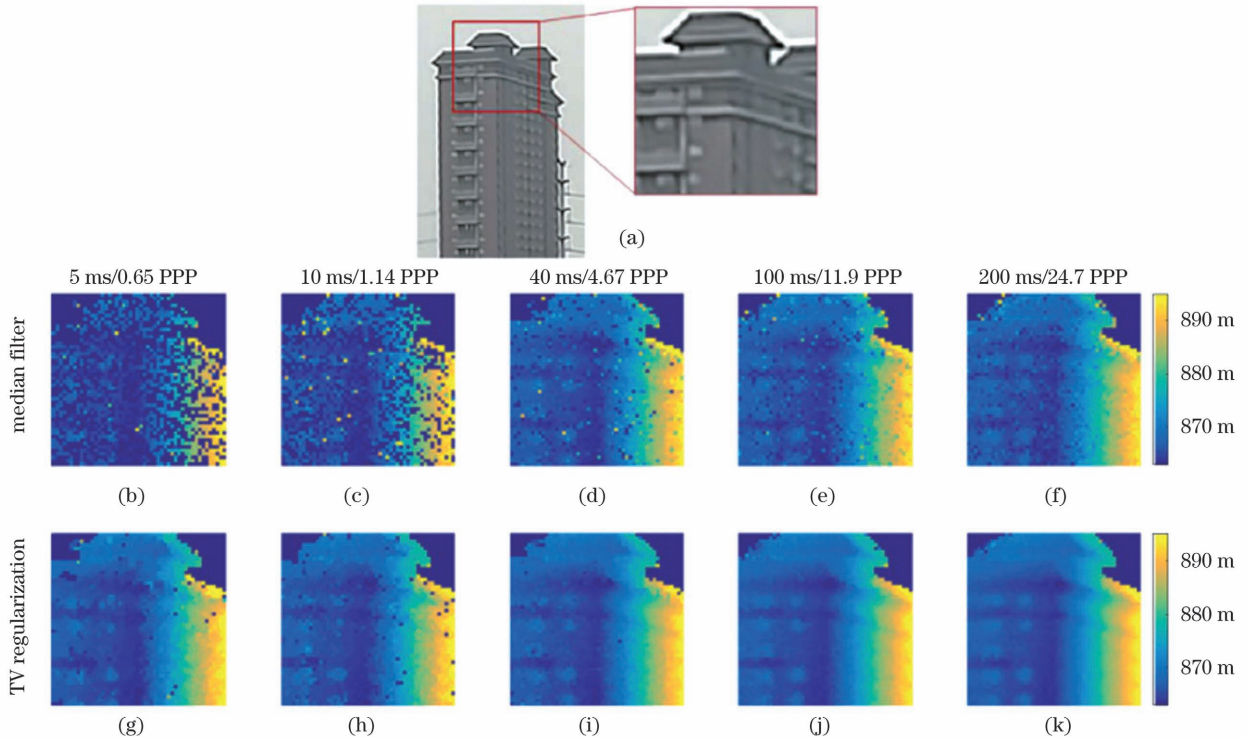 (a)
5 ms/0.65 PPP
10 ms/1.14 PPP
40 ms/4.67 PPP
100 ms/11.9 PPP
200 ms/24.7 PPP
median filter
890 m
880 m
870 m
(b)
(c)
(d)
(e)
(f)
TV regularization
890 m
880 m
870 m
(g)
(h)
(i)
(j)
(k)